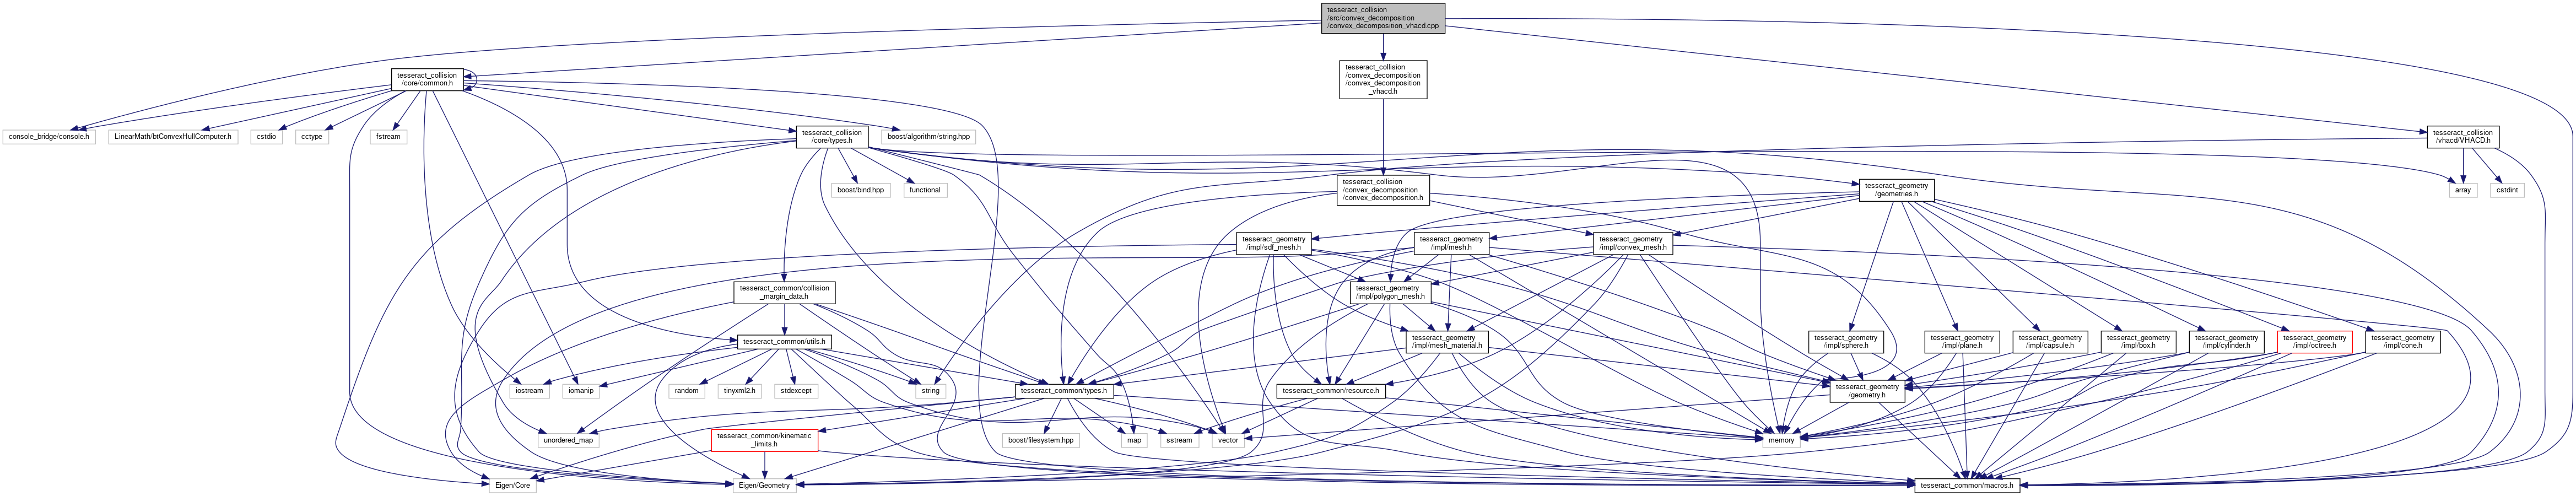 tesseract_collision
/src/convex_decomposition
/convex_decomposition_vhacd.cpp
tesseract_collision
/core/common.h
tesseract_collision
/convex_decomposition
/convex_decomposition
_vhacd.h
console_bridge/console.h
LinearMath/btConvexHullComputer.h
cstdio
cctype
fstream
tesseract_collision
/core/types.h
boost/algorithm/string.hpp
tesseract_collision
/vhacd/VHACD.h
boost/bind.hpp
functional
tesseract_collision
/convex_decomposition
/convex_decomposition.h
tesseract_geometry
/geometries.h
array
cstdint
tesseract_geometry
/impl/sdf_mesh.h
tesseract_geometry
/impl/mesh.h
tesseract_geometry
/impl/convex_mesh.h
tesseract_common/collision
_margin_data.h
tesseract_geometry
/impl/polygon_mesh.h
tesseract_common/utils.h
tesseract_geometry
/impl/mesh_material.h
tesseract_geometry
/impl/sphere.h
tesseract_geometry
/impl/plane.h
tesseract_geometry
/impl/capsule.h
tesseract_geometry
/impl/box.h
tesseract_geometry
/impl/cylinder.h
tesseract_geometry
/impl/octree.h
tesseract_geometry
/impl/cone.h
iostream
iomanip
random
tinyxml2.h
stdexcept
string
tesseract_common/types.h
tesseract_common/resource.h
tesseract_geometry
/geometry.h
unordered_map
tesseract_common/kinematic
_limits.h
boost/filesystem.hpp
map
sstream
vector
memory
Eigen/Core
Eigen/Geometry
tesseract_common/macros.h